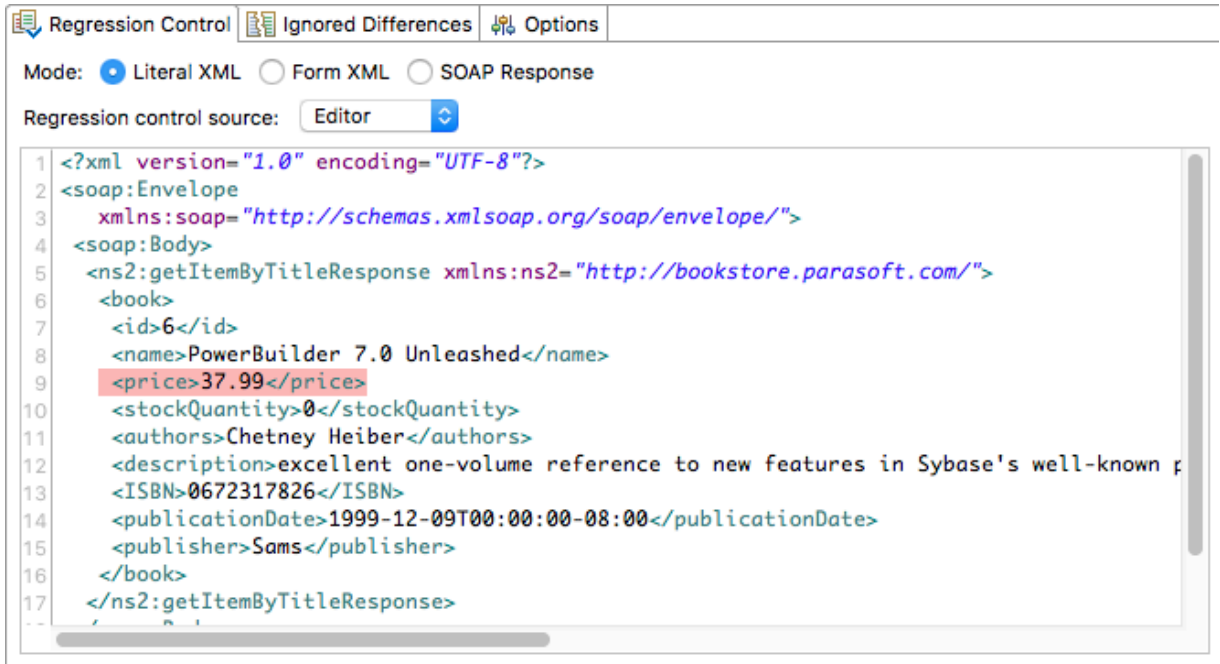 Regression Control Ignored Differences Options
Mode: Literal XML Form XML SOAP Response
Regression control source: Editor
1 <?xml version="1.0" encoding="UTF-8"?>
2 <soap:Envelope
3 xmlns:soap="http://schemas.xmlsoap.org/soap/envelope/">
4 <soap:Body>
5 <ns2:getItemByTitleResponse xmlns:ns2="http://bookstore.parasoft.com/">
6 <book>
7 <id>6</id>
8 <name>PowerBuilder 7.0 Unleashed</name>
9 <price>37.99</price>
10 <stockQuantity>0</stockQuantity>
11 <authors>Chetney Heiber</authors>
12 <description>excellent one-volume reference to new features in Sybase's well-known
13 <ISBN>0672317826</ISBN>
14 <publicationDate>1999-12-09T00:00:00-08:00</publicationDate>
15 <publisher>Sams</publisher>
16 </book>
17 </ns2:getItemByTitleResponse>